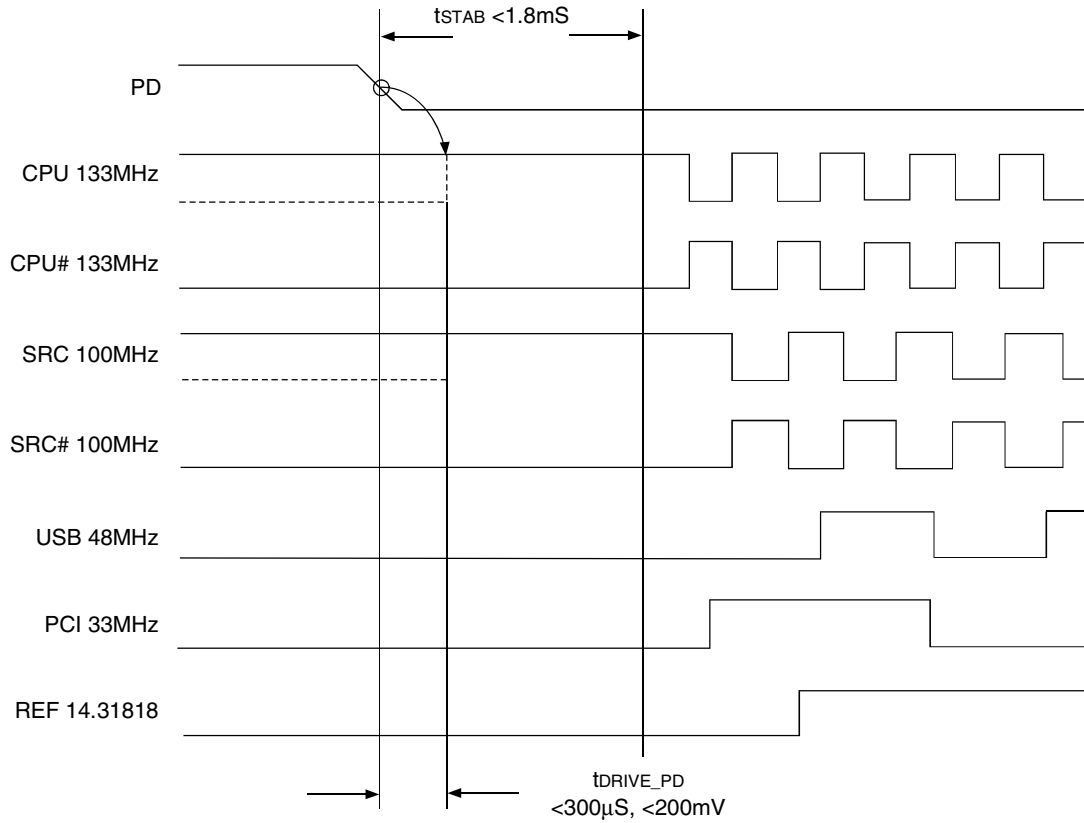 tSTAB <1.8mS
PD
CPU 133MHz
CPU# 133MHz
SRC 100MHz
SRC# 100MHz
USB 48MHz
PCI 33MHz
REF 14.31818
tDRIVE_PD
<300μS, <200mV